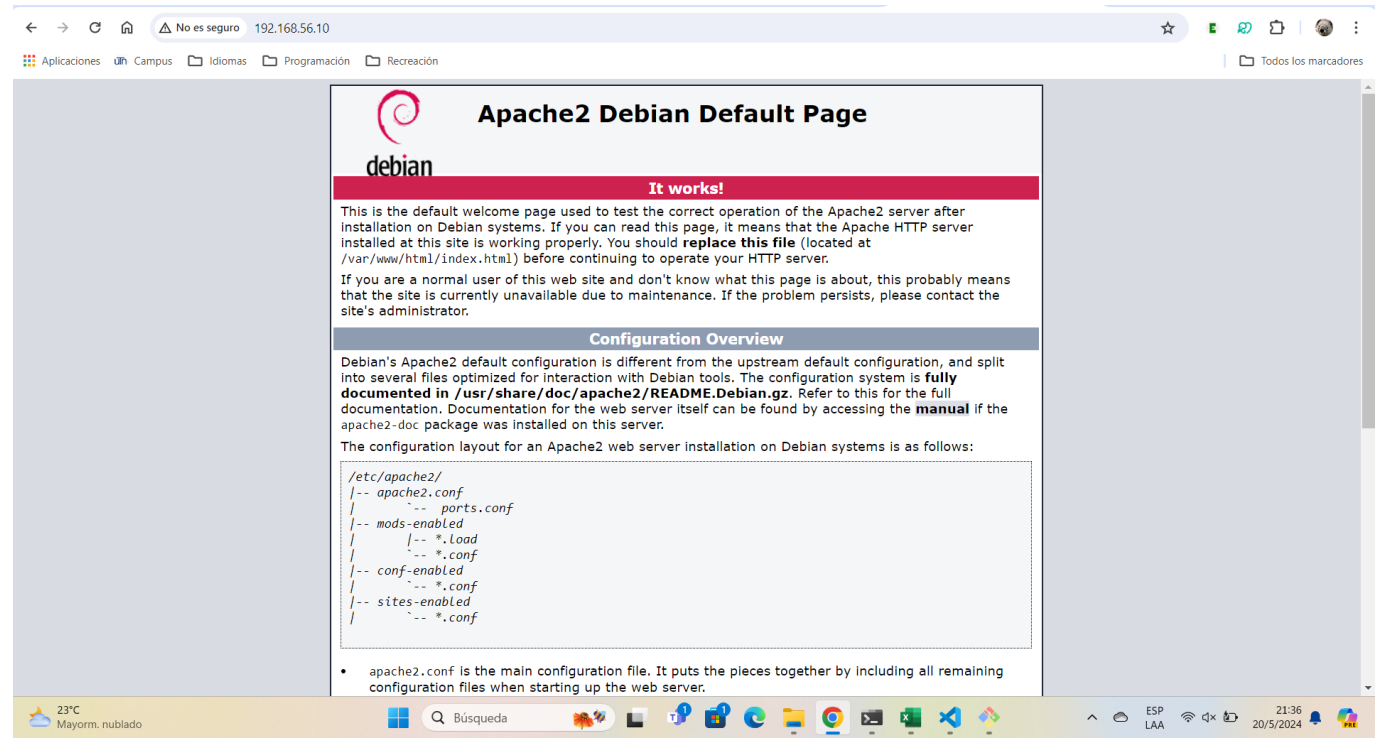 No es seguro 192.168.56.10
Aplicaciones Campus Idiomas Programación Recreación Todos los marcadores
debian
Apache2 Debian Default Page
It works!
This is the default welcome page used to test the correct operation of the Apache2 server after
installation on Debian systems. If you can read this page, it means that the Apache HTTP server
installed at this site is working properly. You should replace this file (located at
/var/www/html/index.html) before continuing to operate your HTTP server.
If you are a normal user of this web site and don't know what this page is about, this probably means
that the site is currently unavailable due to maintenance. If the problem persists, please contact the
site's administrator.
Configuration Overview
Debian's Apache2 default configuration is different from the upstream default configuration, and split
into several files optimized for interaction with Debian tools. The configuration system is fully
documented in /usr/share/doc/apache2/README.Debian.gz. Refer to this for the full
documentation. Documentation for the web server itself can be found by accessing the manual if the
apache2-doc package was installed on this server.
The configuration layout for an Apache2 web server installation on Debian systems is as follows:
/etc/apache2/
|-- apache2.conf
|       `--  ports.conf
|-- mods-enabled
|       |-- *.load
|       `-- *.conf
|-- conf-enabled
|       `-- *.conf
|-- sites-enabled
|       `-- *.conf
• apache2.conf is the main configuration file. It puts the pieces together by including all remaining
configuration files when starting up the web server.
23°C
Mayorm. nublado
Búsqueda
ESP
LAA
21:36
20/5/2024
PRE